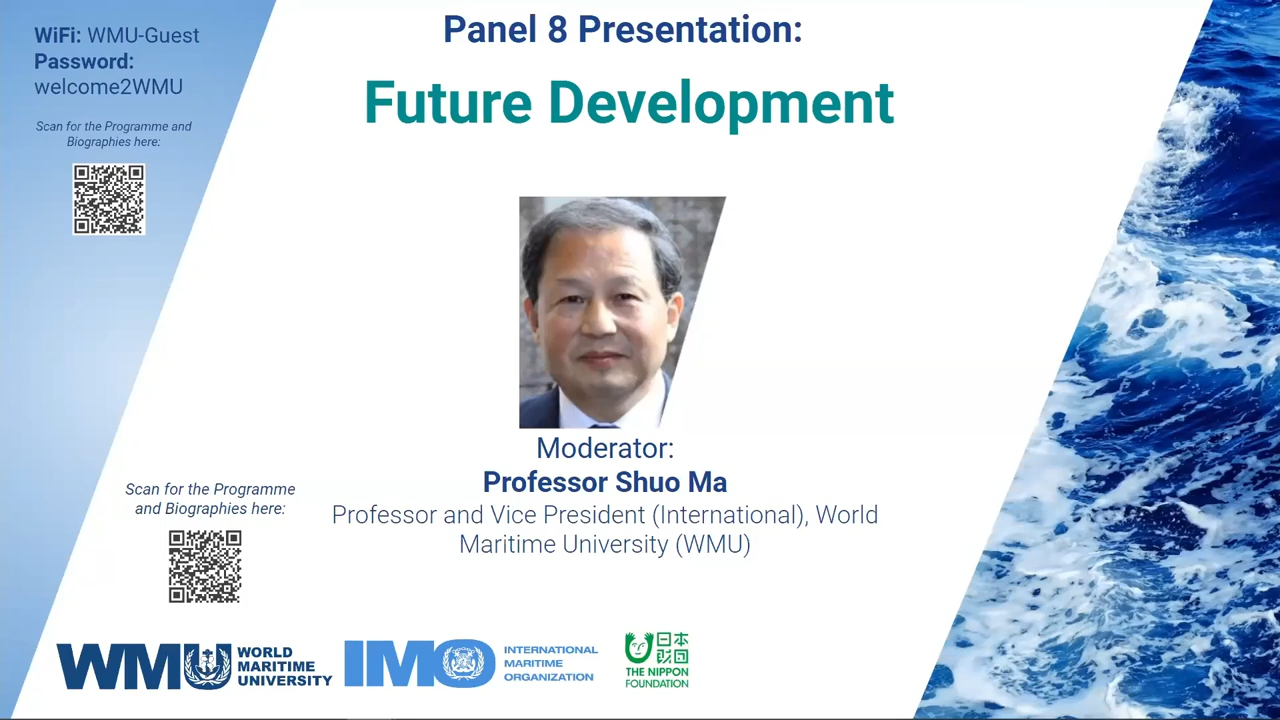 WiFi: WMU-Guest
Password:
welcome2WMU
Scan for the Programme and
Biographies here:
Panel 8 Presentation:
Future Development
Moderator:
Professor Shuo Ma
Professor and Vice President (International), World
Maritime University (WMU)
Scan for the Programme
and Biographies here:
WMU
WORLD
MARITIME
UNIVERSITY
IMO
INTERNATIONAL
MARITIME
ORGANIZATION
日本
財団
THE NIPPON
FOUNDATION